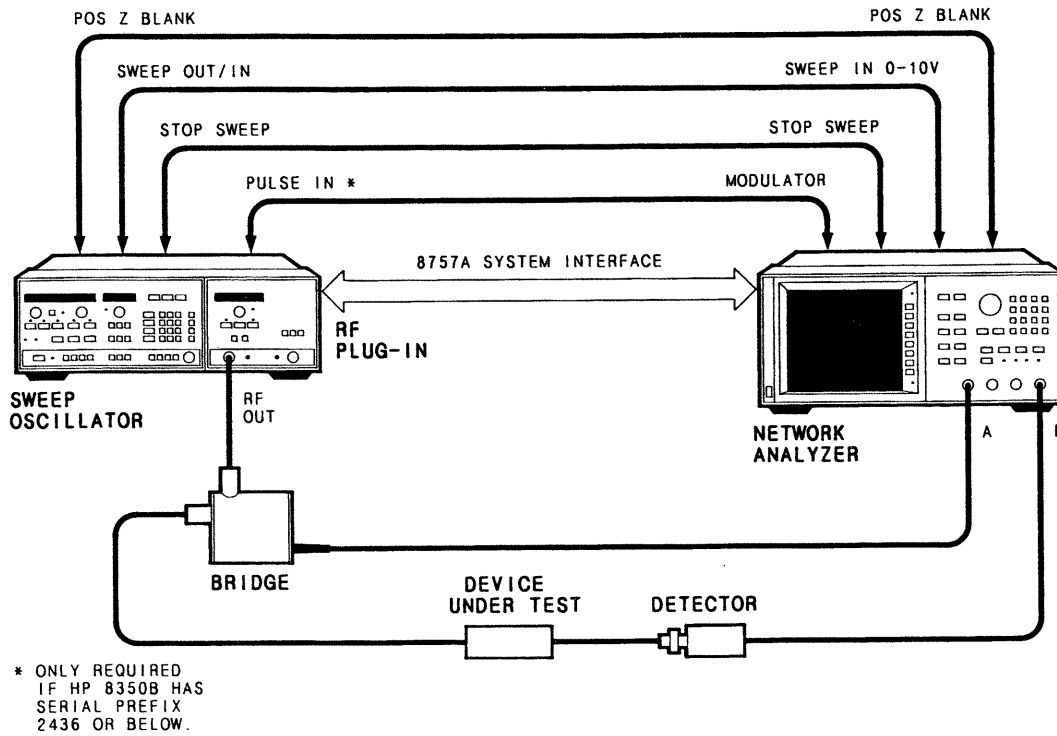 POS Z BLANK
POS Z BLANK
SWEEP OUT/IN
SWEEP IN 0-10V
STOP SWEEP
STOP SWEEP
PULSE IN *
MODULATOR
8757A SYSTEM INTERFACE
RF
PLUG-IN
SWEEP
OSCILLATOR
RF
OUT
NETWORK
ANALYZER
A
BRIDGE
DEVICE
UNDER TEST
DETECTOR
* ONLY REQUIRED
IF HP 8350B HAS
SERIAL PREFIX
2436 OR BELOW.